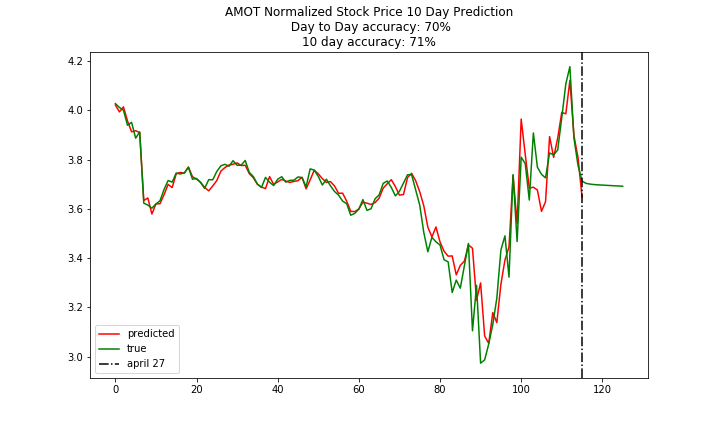 AMOT Normalized Stock Price 10 Day Prediction
Day to Day accuracy: 70%
10 day accuracy: 71%
4.2
4.0
3.8
3.6
3.4
3.2
3.0
predicted
true
april 27
0 20 40 60 80 100 120